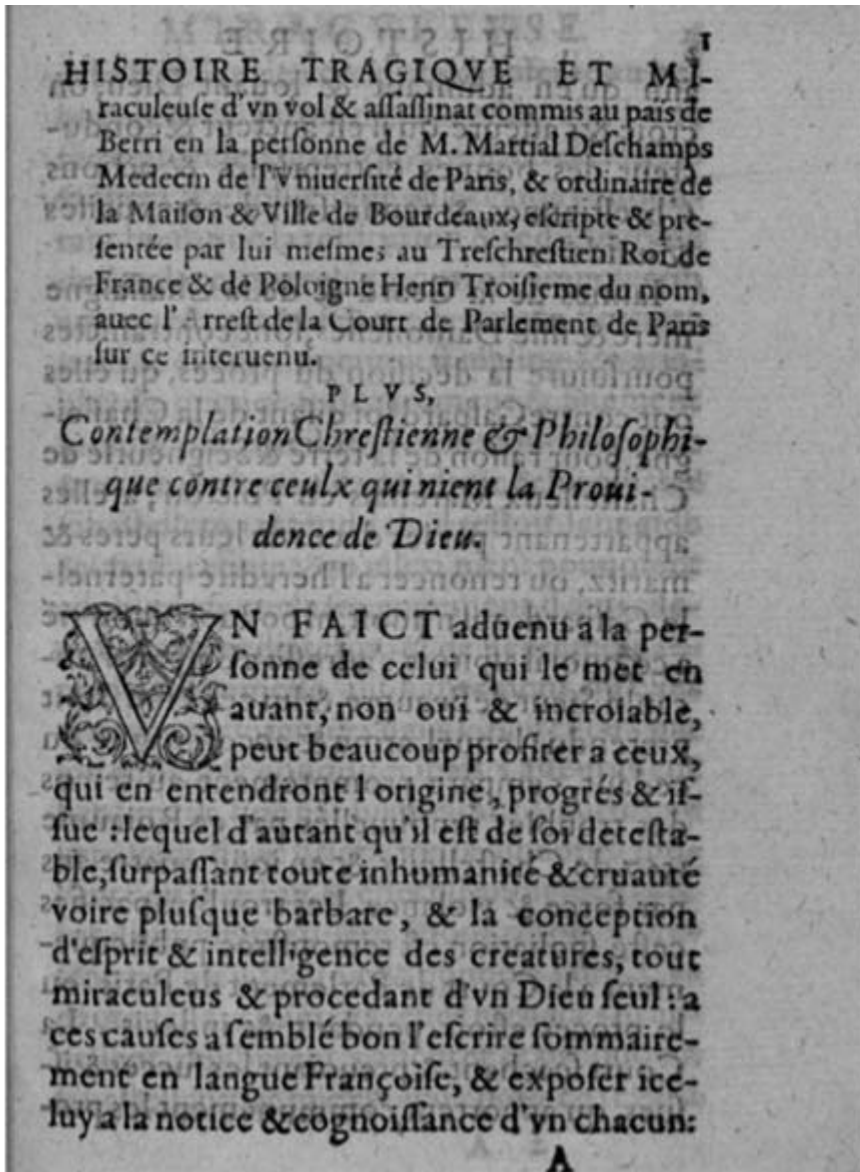 1
HISTOIRE TRAGIQVE ET MI-
raculeuſe d'vn vol & aſſaſſinat commis au païs de
Berri en la perſonne de M. Martial Deſchamps
Medecin de l'Vniuerſité de Paris, & ordinaire de
la Maiſon & Ville de Bourdeaux, eſcripte & pre-
ſentée par lui meſmes au Treſchreſtien Roi de
France & de Poloigne Henri Troiſieme du nom,
auec l'Arreſt de la Court de Parlement de Paris
ſur ce interuenu.
PLVS,
Contemplation Chreſtienne & Philoſophi-
que contre ceulx qui nient la Proui-
dence de Dieu.
VN FAICT aduenu a la per-
ſonne de celui qui le met en
auant, non oui & incroiable,
peut beaucoup profiter a ceux,
qui en entendront l'origine, progrés & iſ-
ſue : lequel d'autant qu'il eſt de ſoi deteſta-
ble, ſurpaſſant toute inhumanité & cruauté
voire pluſque barbare, & la conception
d'eſprit & intelligence des creatures, tout
miraculeus & procedant d'vn Dieu ſeul : a
ces cauſes a ſemblé bon l'eſcrire ſommaire-
ment en langue Françoiſe, & expoſer ice-
luy a la notice & cognoiſſance d'vn chacun:
A